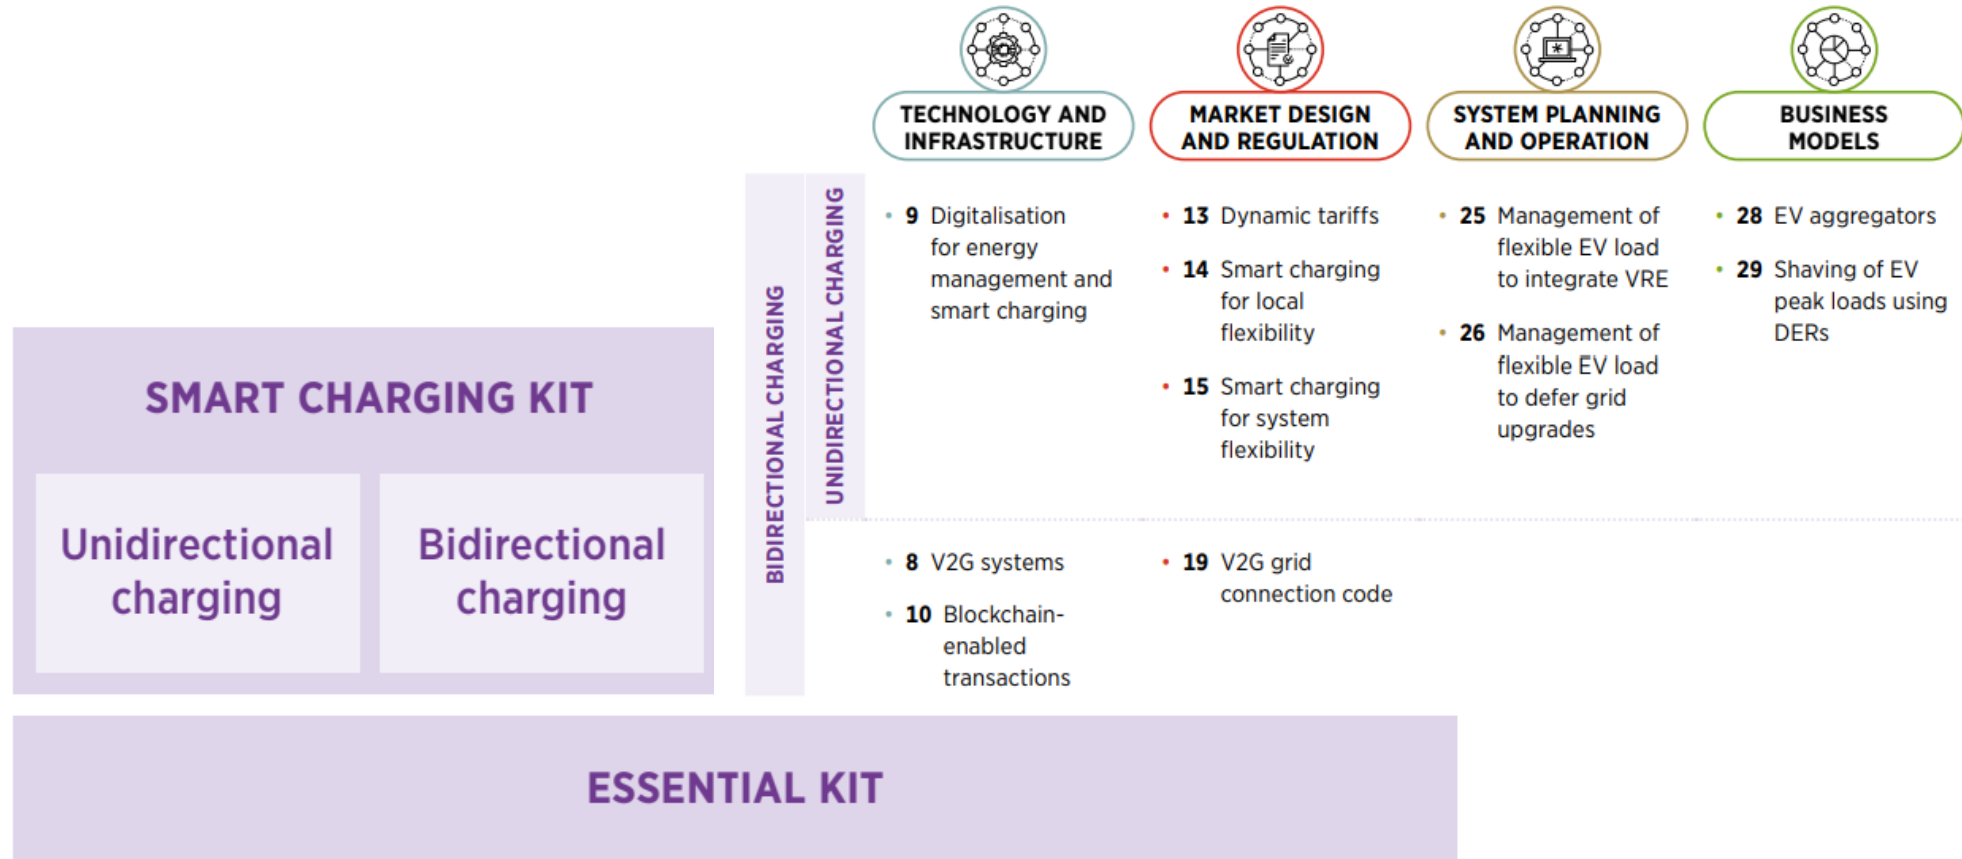 TECHNOLOGY AND
INFRASTRUCTURE
MARKET DESIGN
AND REGULATION
SYSTEM PLANNING
AND OPERATION
BUSINESS
MODELS
SMART CHARGING KIT
Unidirectional
charging
Bidirectional
charging
BIDIRECTIONAL CHARGING
UNIDIRECTIONAL CHARGING
• 9 Digitalisation
for energy
management and
smart charging
• 13 Dynamic tariffs
• 14 Smart charging
for local
flexibility
• 15 Smart charging
for system
flexibility
• 25 Management of
flexible EV load
to integrate VRE
• 26 Management of
flexible EV load
to defer grid
upgrades
• 28 EV aggregators
• 29 Shaving of EV
peak loads using
DERs
• 8 V2G systems
• 10 Blockchain-
enabled
transactions
• 19 V2G grid
connection code
ESSENTIAL KIT